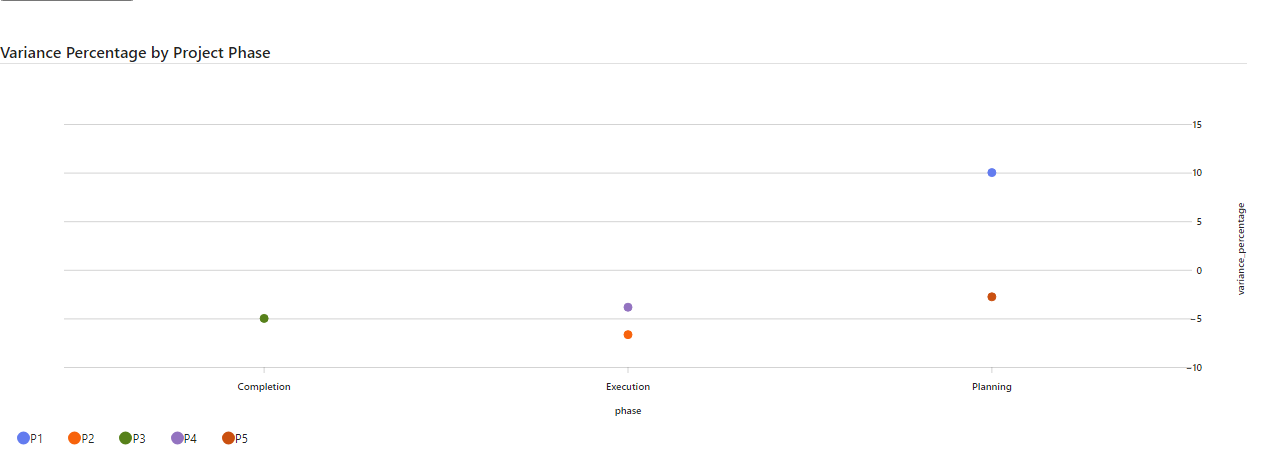 Variance Percentage by Project Phase
15
10
5
0
−5
−10
variance_percentage
Completion Execution Planning
phase
P1 P2 P3 P4 P5